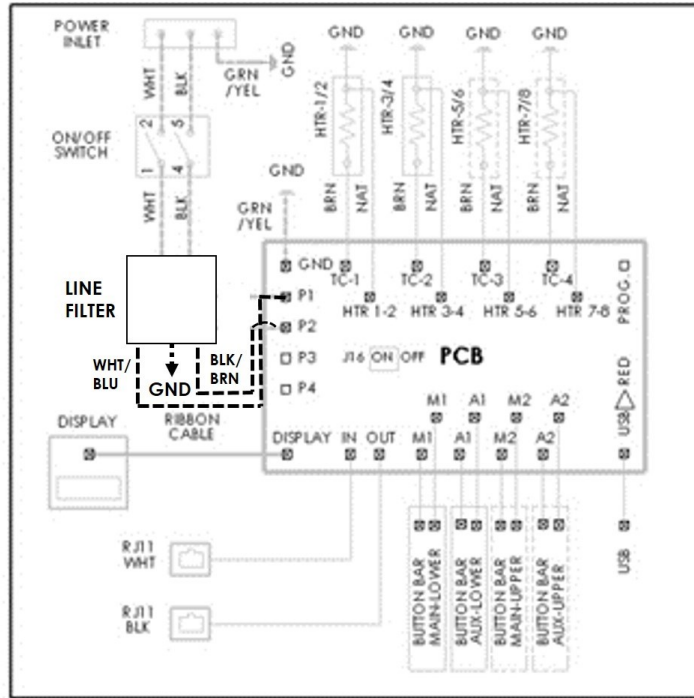 POWER
INLET
GND
GND
GND
GND
GND
WHT
BLK
GRN
/YEL
HTR-1/2
HTR-3/4
HTR-5/6
HTR-7/8
2
5
ON/OFF
SWITCH
1
4
GND
BRN
NAT
BRN
NAT
BRN
NAT
BRN
NAT
WHT
BLK
GRN
/YEL
GND
TC-1
TC-2
TC-3
TC-4
PROG.
LINE
FILTER
P1
HTR 1-2
HTR 3-4
HTR 5-6
HTR 7-8
P2
WHT/
BLU
GND
BLK/
BRN
P3
J16
ON
OFF
PCB
P4
RED
USB
M1
A1
M2
A2
DISPLAY
RIBBON
CABLE
DISPLAY
IN
OUT
M1
A1
M2
A2
RJ11
WHT
RJ11
BLK
BUTTON BAR
MAIN-LOWER
BUTTON BAR
AUX-LOWER
BUTTON BAR
MAIN-UPPER
BUTTON BAR
AUX-UPPER
USB